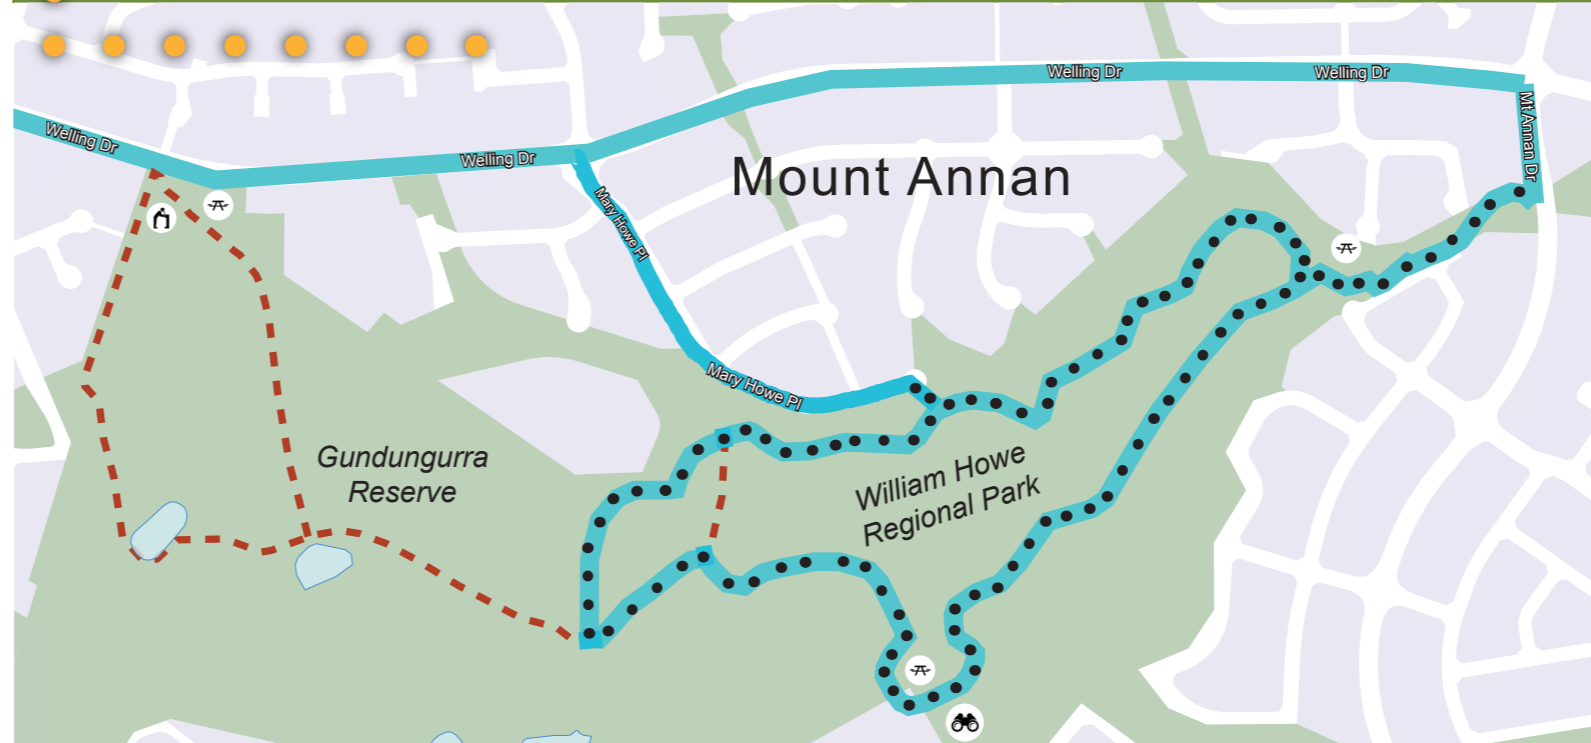 Welling Dr
Welling Dr
Welling Dr
Welling Dr
Mt Annan Dr
Mount Annan
Mary Howe Pl
Mary Howe Pl
Gundungurra
Reserve
William Howe
Regional Park